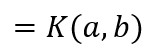 = K(a, b)